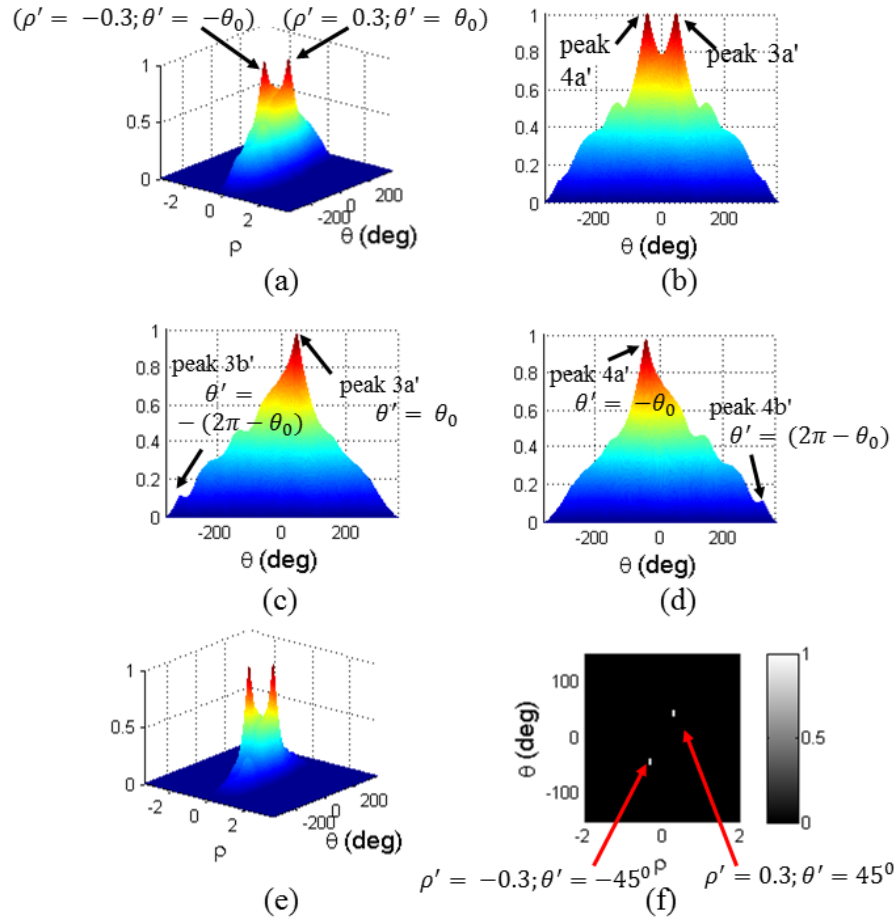 (ρ′ = −0.3;θ′ = −θ₀) (ρ′ = 0.3;θ′ = θ₀)
1
0.5
0
-2 0 2
ρ
-200 0 200
θ (deg)
(a)
peak 4a'
peak 3a'
1
0.8
0.6
0.4
0.2
0
-200 0 200
θ (deg)
(b)
peak 3b'
θ′ =
− (2π − θ₀)
peak 3a'
θ′ = θ₀
1
0.8
0.6
0.4
0.2
0
-200 0 200
θ (deg)
(c)
peak 4a'
θ′ = −θ₀
peak 4b'
θ′ = (2π − θ₀)
1
0.8
0.6
0.4
0.2
0
-200 0 200
θ (deg)
(d)
1
0.5
0
-2 0 2
ρ
-200 0 200
θ (deg)
(e)
100
0
-100
θ (deg)
-2 0 2
ρ
1
0.5
0
ρ′ = −0.3;θ′ = −45⁰ ρ′ = 0.3;θ′ = 45⁰
(f)